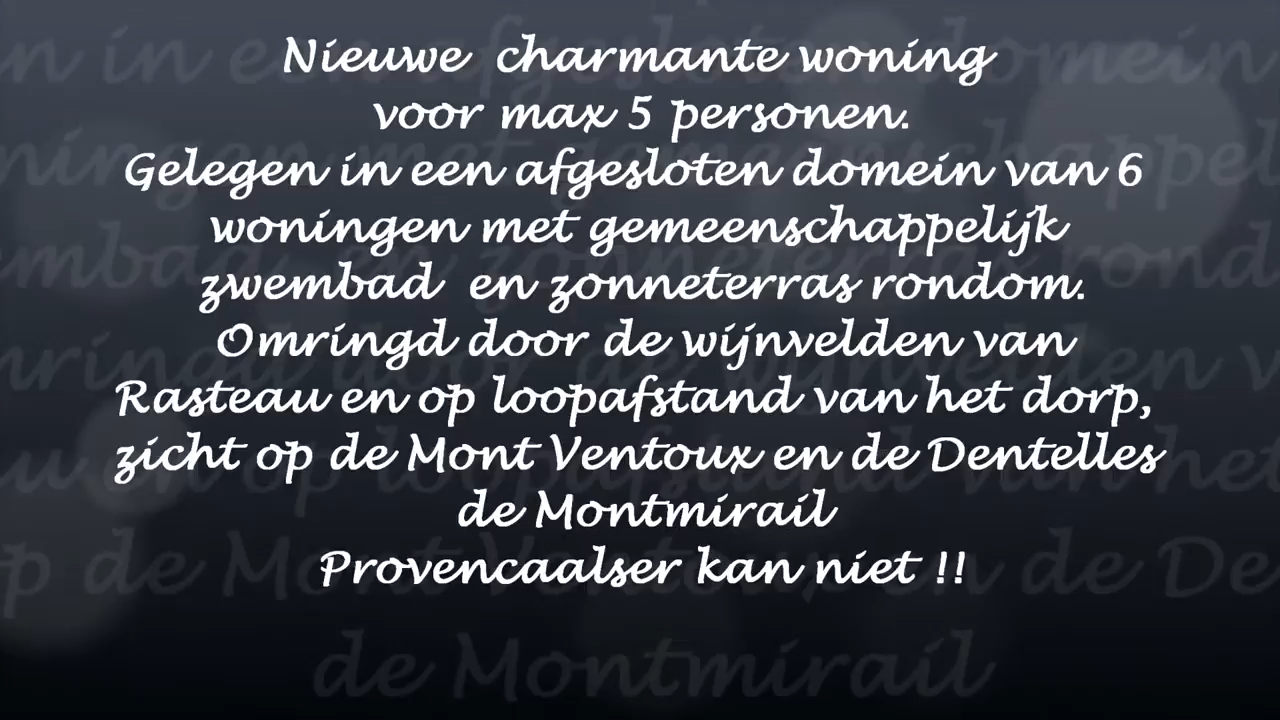 Nieuwe charmante woning
voor max 5 personen.
Gelegen in een afgesloten domein van 6
woningen met gemeenschappelijk
zwembad en zonneterras rondom.
Omringd door de wijnvelden van
Rasteau en op loopafstand van het dorp,
zicht op de Mont Ventoux en de Dentelles
de Montmirail
Provencaalser kan niet !!